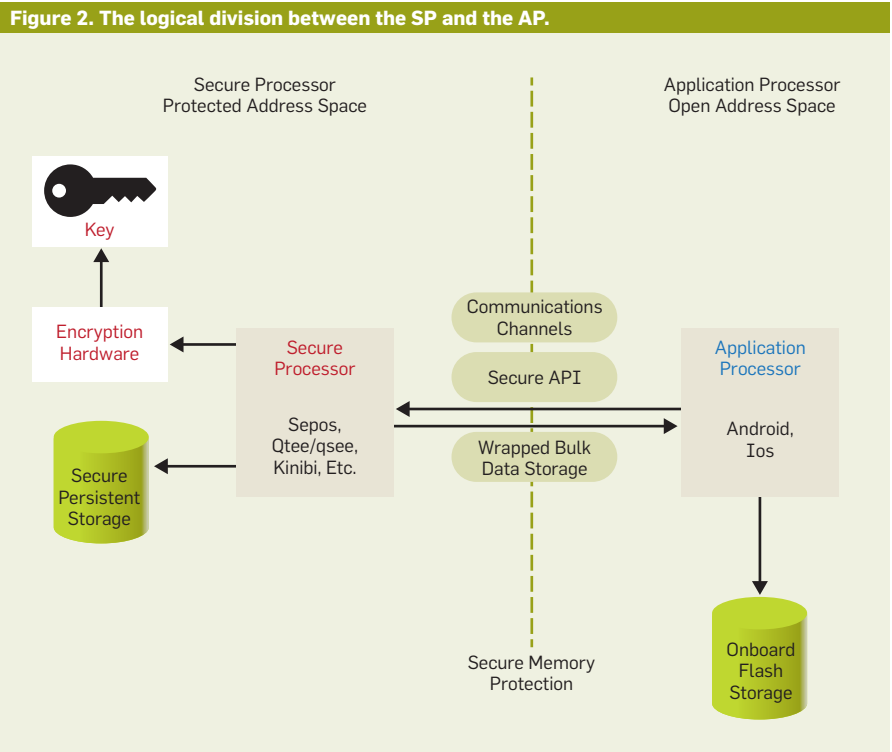 Figure 2. The logical division between the SP and the AP.
Secure Processor
Protected Address Space
Application Processor
Open Address Space
Key
Encryption
Hardware
Secure
Persistent
Storage
Secure
Processor
Sepos,
Qtee/qsee,
Kinibi, Etc.
Communications
Channels
Secure API
Wrapped Bulk
Data Storage
Secure Memory
Protection
Application
Processor
Android,
Ios
Onboard
Flash
Storage